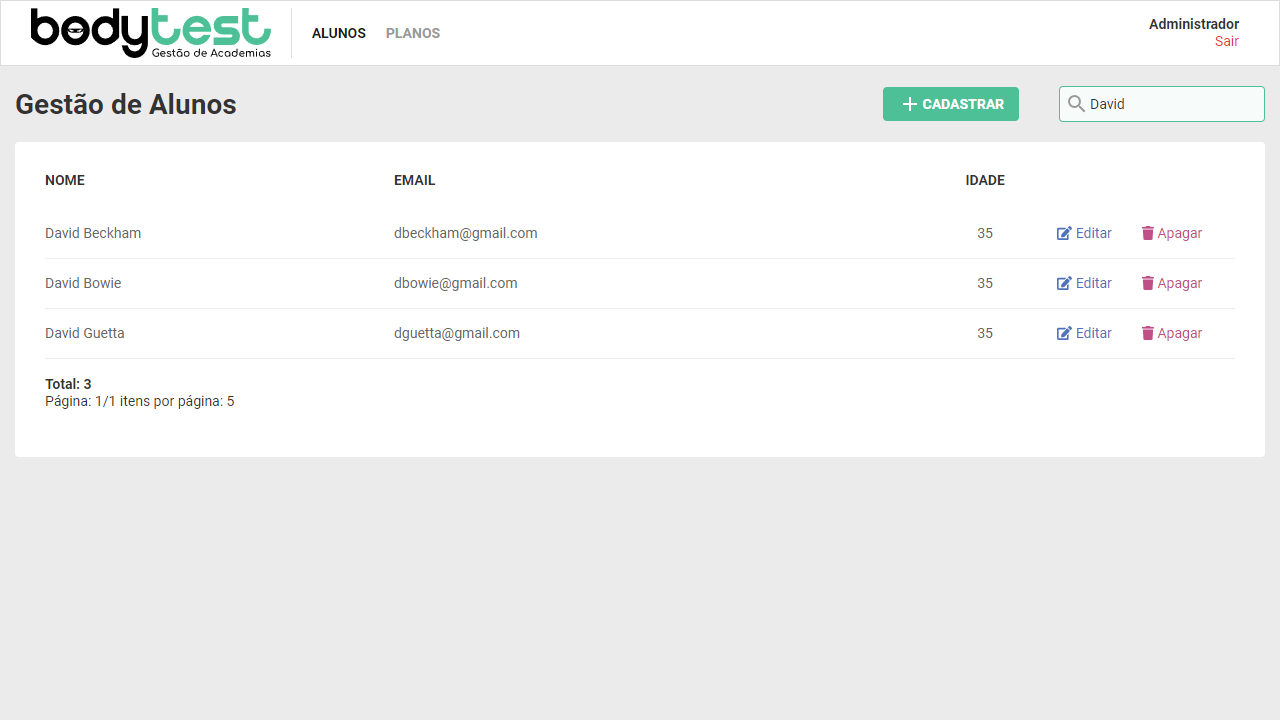 bodytest
Gestão de Academias
ALUNOS PLANOS
Administrador
Sair
Gestão de Alunos
CADASTRAR
David
NOME EMAIL IDADE
David Beckham dbeckham@gmail.com 35 Editar Apagar
David Bowie dbowie@gmail.com 35 Editar Apagar
David Guetta dguetta@gmail.com 35 Editar Apagar
Total: 3
Página: 1/1 itens por página: 5